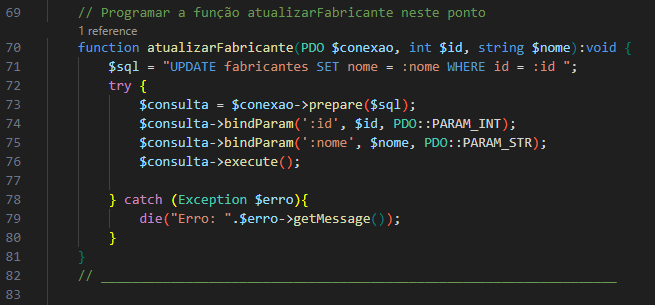 69 // Programar a função atualizarFabricante neste ponto
1 reference
70 function atualizarFabricante(PDO $conexao, int $id, string $nome):void {
71 $sql = "UPDATE fabricantes SET nome = :nome WHERE id = :id ";
72 try {
73 $consulta = $conexao->prepare($sql);
74 $consulta->bindParam(':id', $id, PDO::PARAM_INT);
75 $consulta->bindParam(':nome', $nome, PDO::PARAM_STR);
76 $consulta->execute();
77
78 } catch (Exception $erro){
79 die("Erro: ".$erro->getMessage());
80 }
81 }
82 // ____________________________________________________________
83